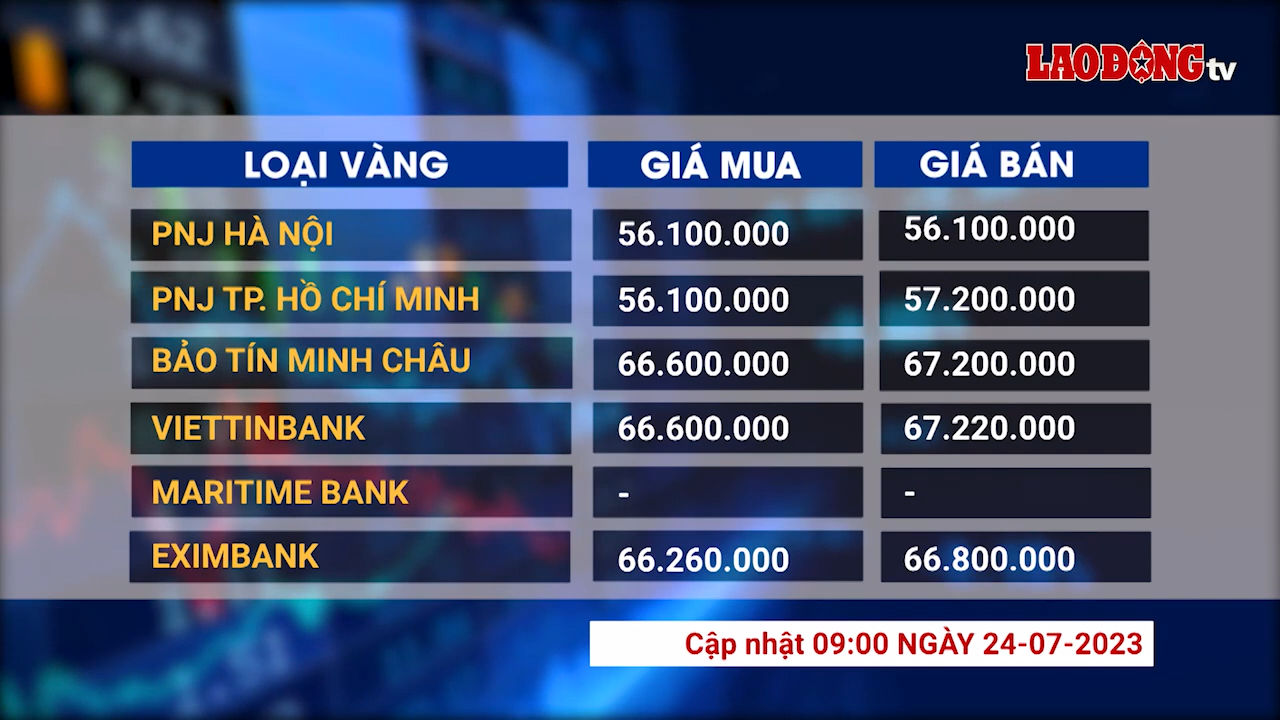 LAO ĐỘNG tv
LOẠI VÀNG GIÁ MUA GIÁ BÁN
PNJ HÀ NỘI 56.100.000 56.100.000
PNJ TP. HỒ CHÍ MINH 56.100.000 57.200.000
BẢO TÍN MINH CHÂU 66.600.000 67.200.000
VIETTINBANK 66.600.000 67.220.000
MARITIME BANK - -
EXIMBANK 66.260.000 66.800.000
Cập nhật 09:00 NGÀY 24-07-2023